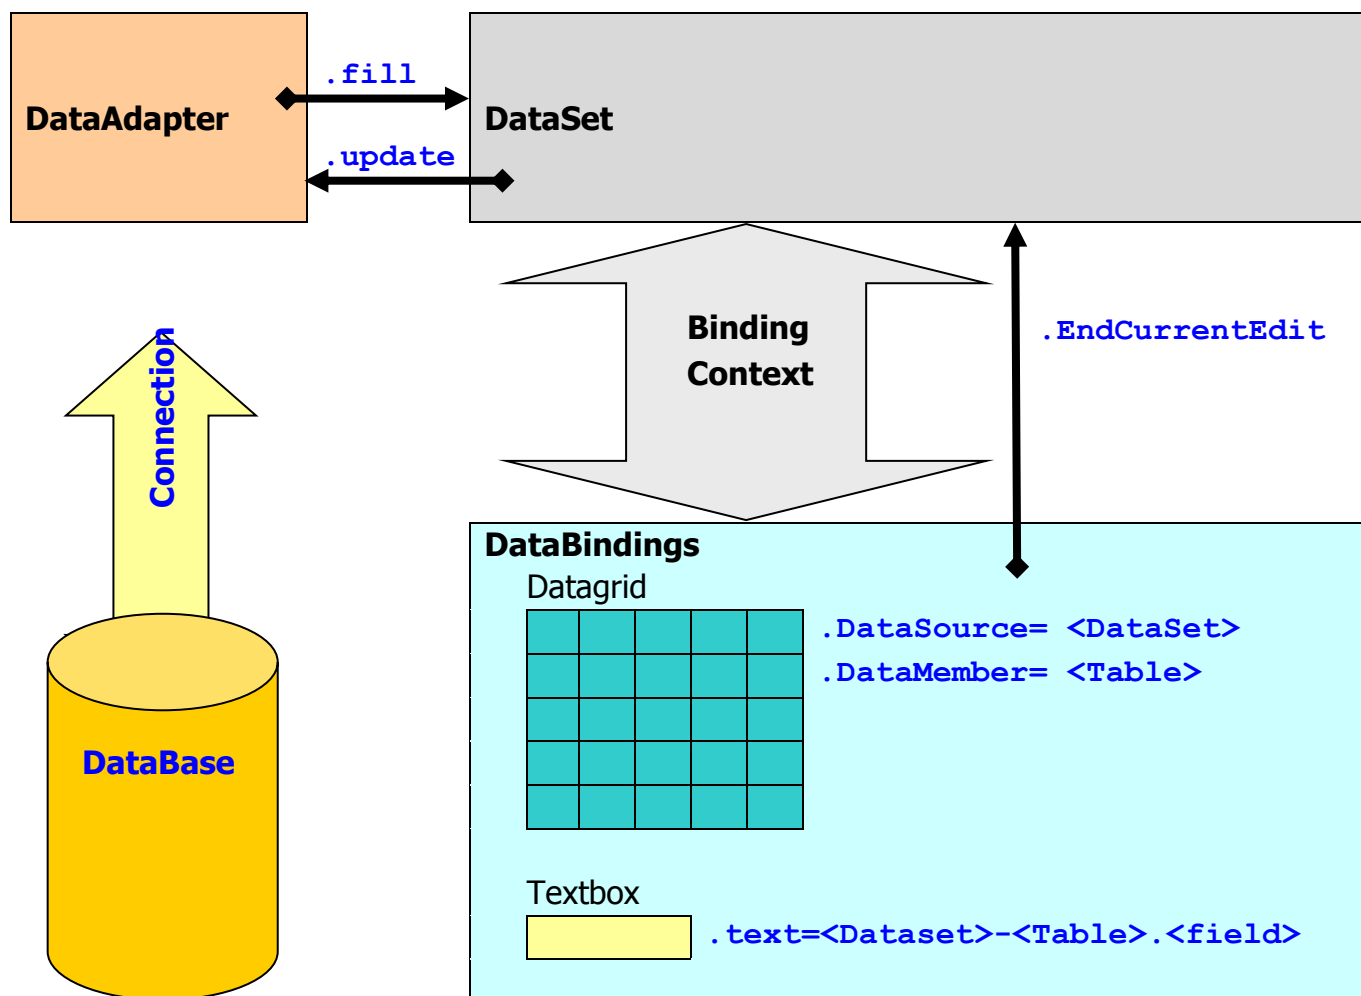 .fill
DataAdapter
DataSet
.update
Binding
Context
.EndCurrentEdit
Connection
DataBindings
Datagrid
.DataSource= <DataSet>
.DataMember= <Table>
DataBase
Textbox
.text=<Dataset>-<Table>.<field>